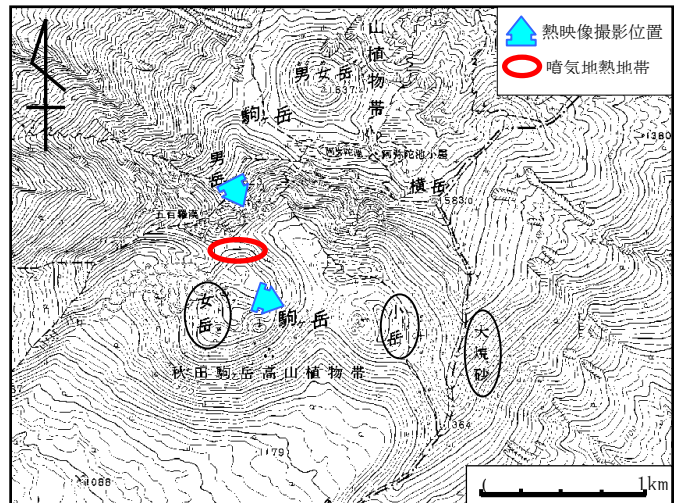 熱映像撮影位置
噴気地熱地帯
山植物帯
男女岳
1637
駒ヶ岳
男岳
阿弥陀池
阿弥陀池小屋
横岳
1583.0
1380
五百羅漢
女岳
駒ヶ岳
小岳
大焼砂
秋田駒ヶ岳高山植物帯
1364
1179
1088
1km